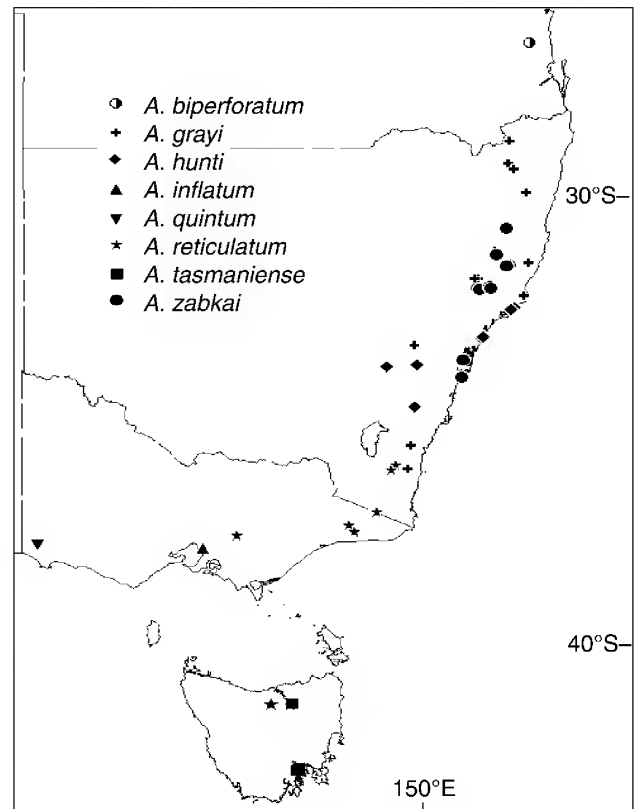 A. biperforatum
A. grayi
A. hunti
A. inflatum
A. quintum
A. reticulatum
A. tasmaniense
A. zabkai
30°S
40°S
150°E